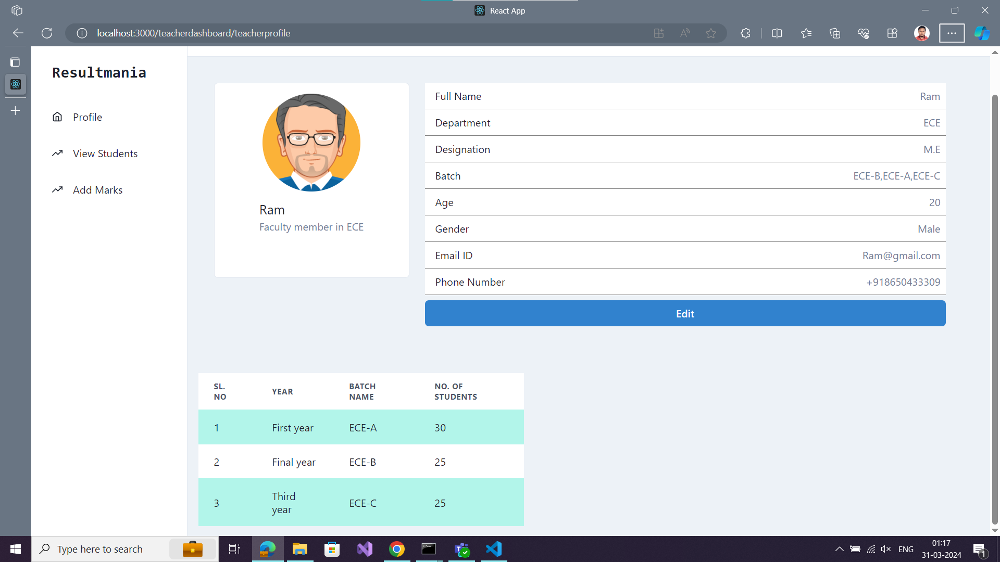 React App
localhost:3000/teacherdashboard/teacherprofile
Resultmania
Profile
View Students
Add Marks
Ram
Faculty member in ECE
Full Name Ram
Department ECE
Designation M.E
Batch ECE-B,ECE-A,ECE-C
Age 20
Gender Male
Email ID Ram@gmail.com
Phone Number +918650433309
Edit
SL. NO YEAR BATCH NAME NO. OF STUDENTS
1 First year ECE-A 30
2 Final year ECE-B 25
3 Third year ECE-C 25
Type here to search
ENG
01:17
31-03-2024
1